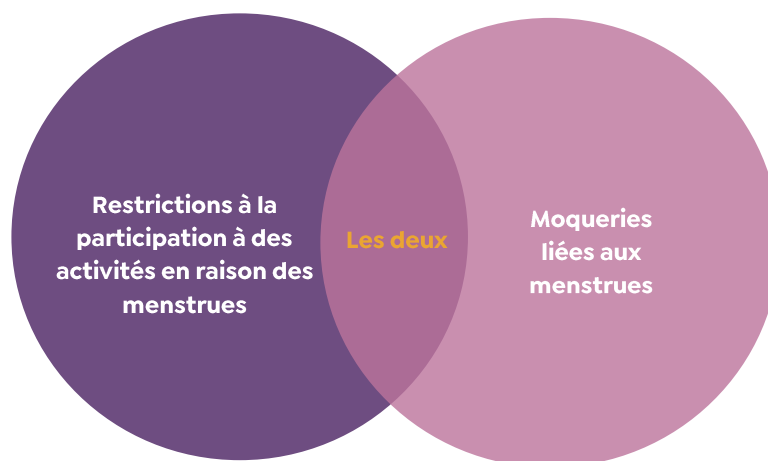 Restrictions à la
participation à des
activités en raison des
menstrues
Les deux
Moqueries
liées aux
menstrues